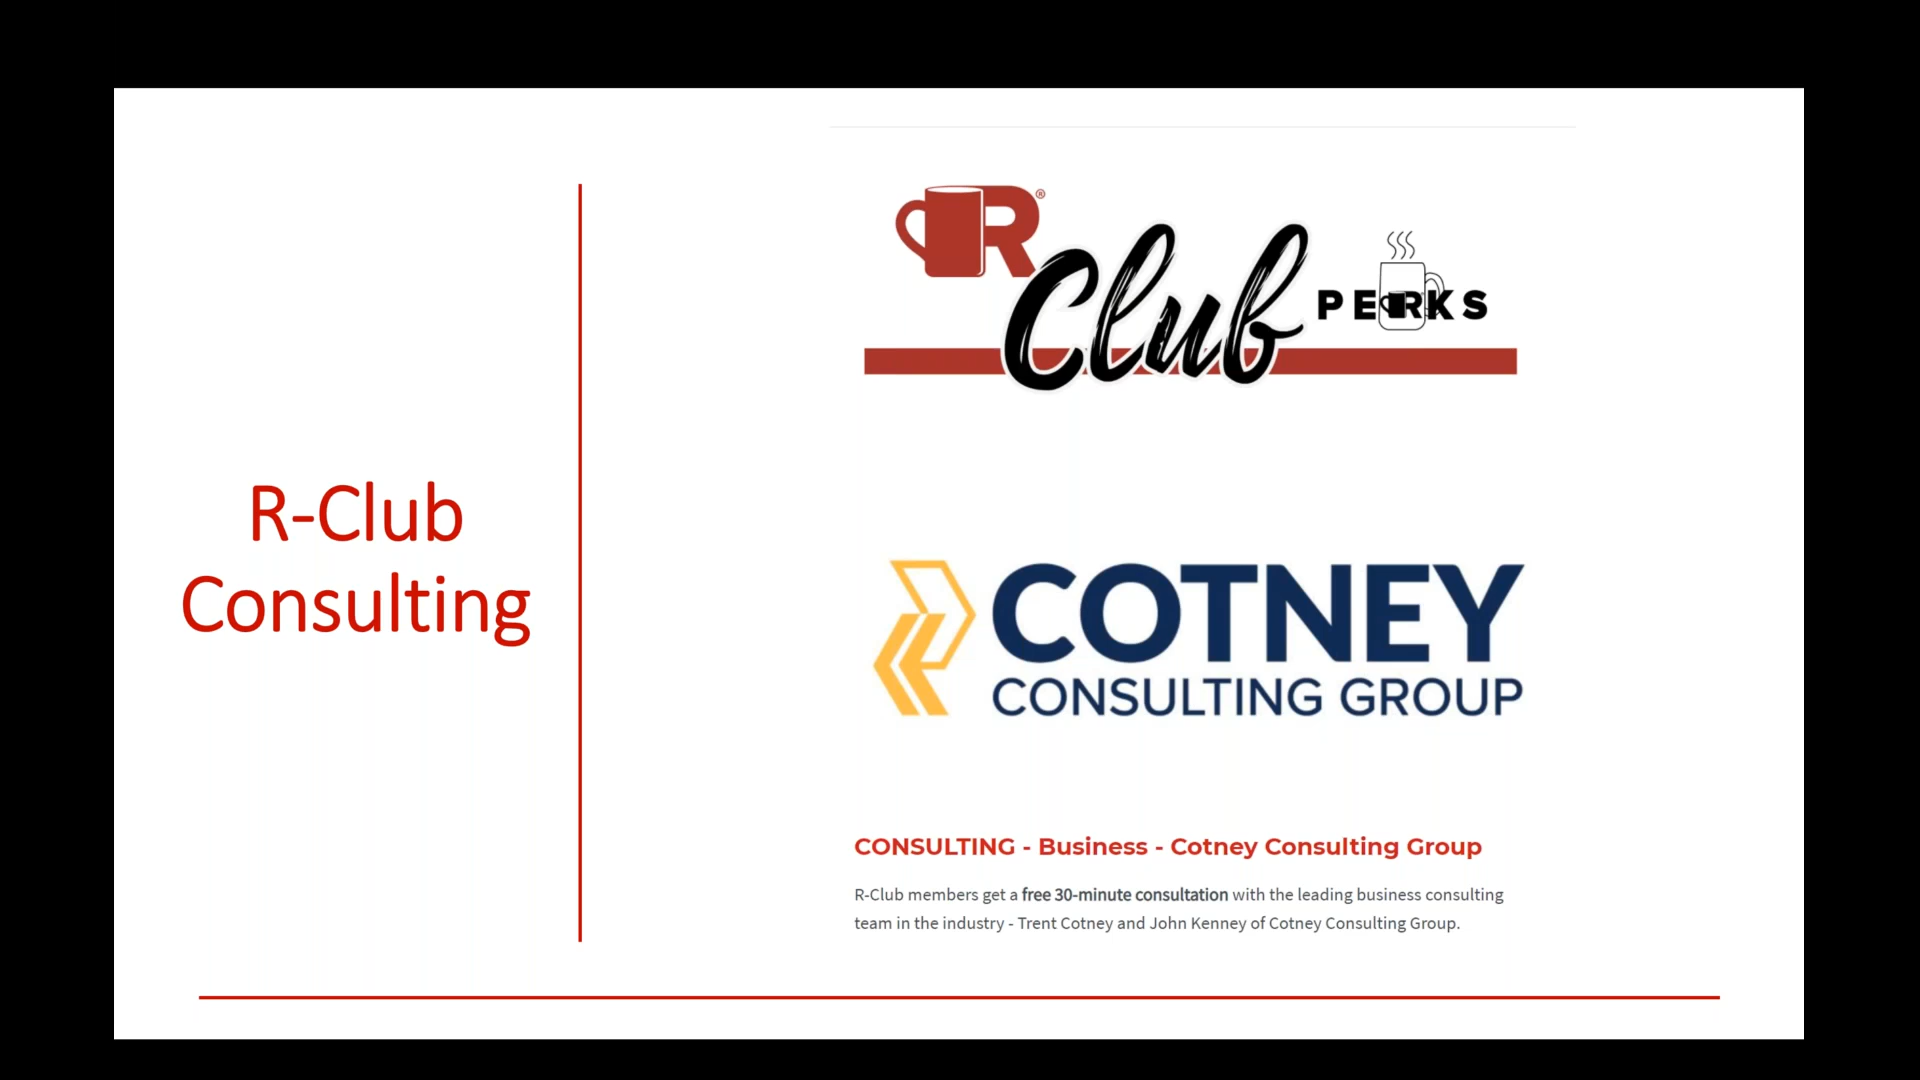 R-Club
Consulting
R®
Club PERKS
COTNEY
CONSULTING GROUP
CONSULTING - Business - Cotney Consulting Group
R-Club members get a free 30-minute consultation with the leading business consulting
team in the industry - Trent Cotney and John Kenney of Cotney Consulting Group.